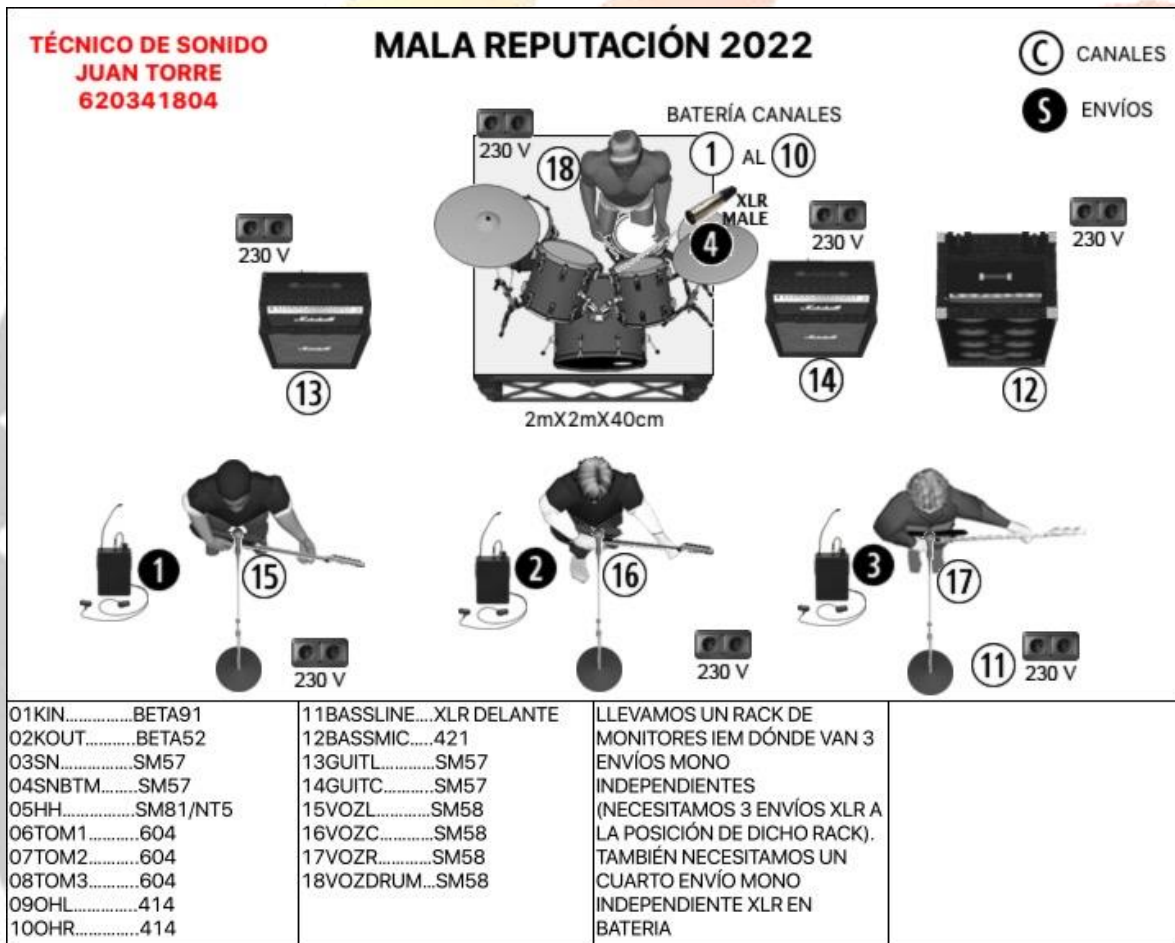 TÉCNICO DE SONIDO
JUAN TORRE
620341804
MALA REPUTACIÓN 2022
C CANALES
S ENVÍOS
BATERÍA CANALES
1 AL 10
230 V
18
XLR
MALE
4
230 V
230 V
230 V
13
14
12
2mX2mX40cm
1
15
2
16
3
17
230 V
230 V
11
230 V
01KIN...............BETA91
02KOUT...........BETA52
03SN................SM57
04SNBTM.......SM57
05HH...............SM81/NT5
06TOM1...........604
07TOM2...........604
08TOM3...........604
09OHL..............414
10OHR..............414
11BASSLINE....XLR DELANTE
12BASSMIC.....421
13GUITL............SM57
14GUITC...........SM57
15VOZL.............SM58
16VOZC............SM58
17VOZR............SM58
18VOZDRUM...SM58
LLEVAMOS UN RACK DE
MONITORES IEM DÓNDE VAN 3
ENVÍOS MONO
INDEPENDIENTES
(NECESITAMOS 3 ENVÍOS XLR A
LA POSICIÓN DE DICHO RACK).
TAMBIÉN NECESITAMOS UN
CUARTO ENVÍO MONO
INDEPENDIENTE XLR EN
BATERIA